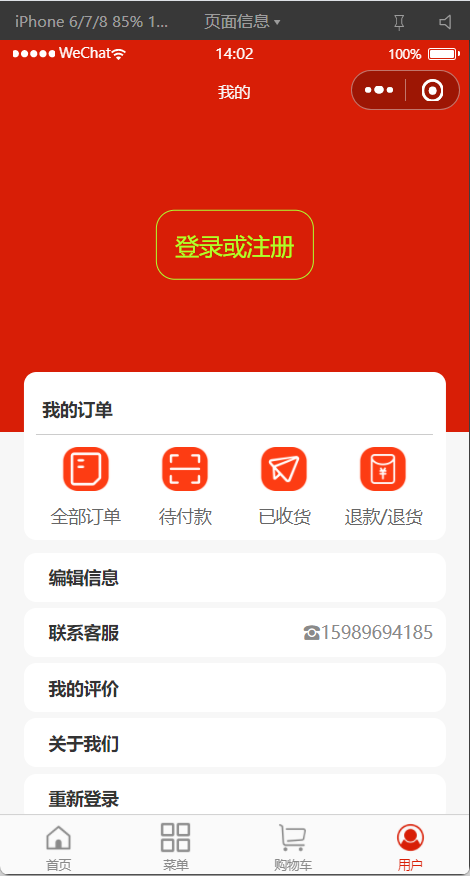 iPhone 6/7/8 85% 1... 页面信息
WeChat 14:02 100%
我的
登录或注册
我的订单
全部订单 待付款 已收货 退款/退货
编辑信息
联系客服 ☎15989694185
我的评价
关于我们
重新登录
首页 菜单 购物车 用户